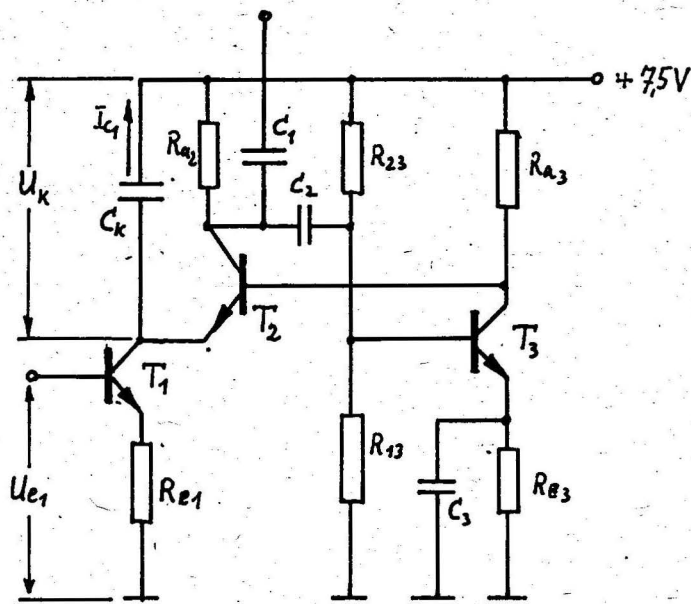 + 7,5V
I_C1
R_a2
C_1
R_23
R_a3
U_K
C_K
C_2
T_2
T_3
T_1
U_e1
R_e1
R_13
C_3
R_e3